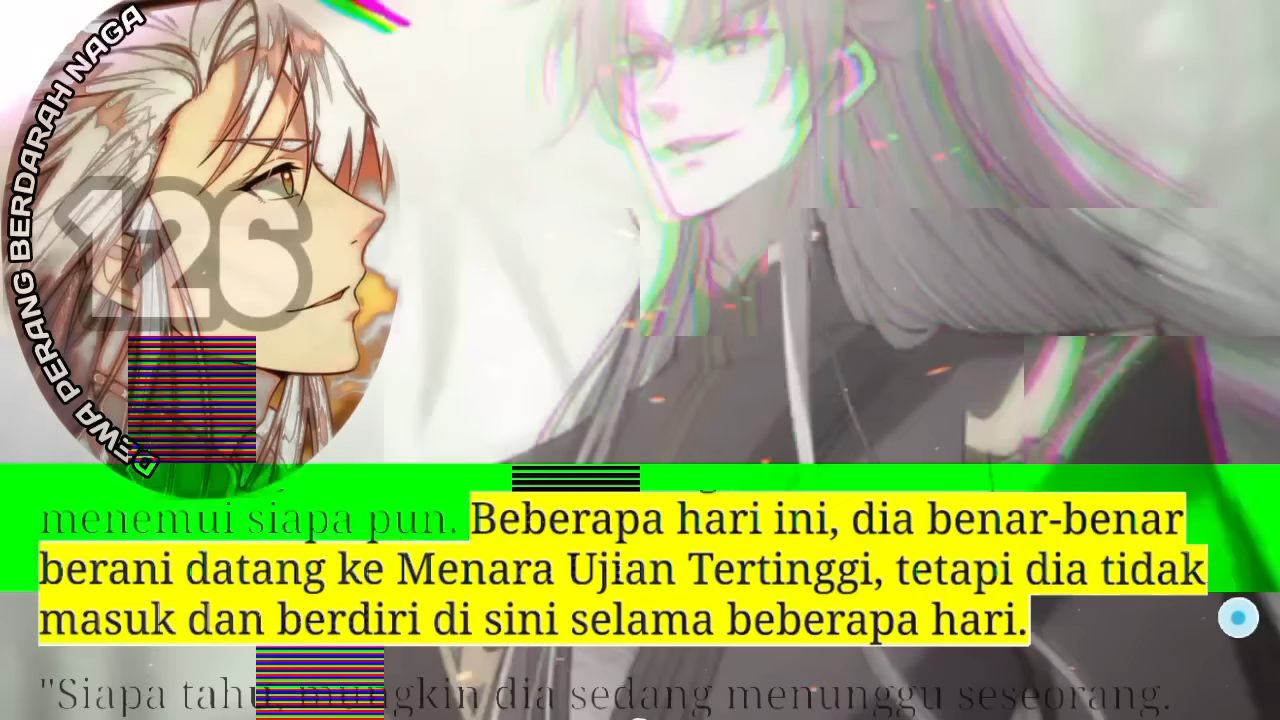 DEWA PERANG BERDARAH NAGA
126
menemui siapa pun. Beberapa hari ini, dia benar-benar
berani datang ke Menara Ujian Tertinggi, tetapi dia tidak
masuk dan berdiri di sini selama beberapa hari.
"Siapa tahu, mungkin dia sedang menunggu seseorang.